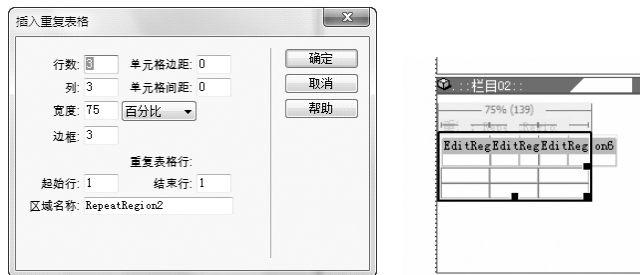 插入重复表格
行数: 3 单元格边距: 0 确定
列: 3 单元格间距: 0 取消
宽度: 75 百分比 帮助
边框: 3
重复表格行:
起始行: 1 结束行: 1
区域名称: RepeatRegion2
.::栏目02::
75% (139)
EditRegEditRegEditReg on6